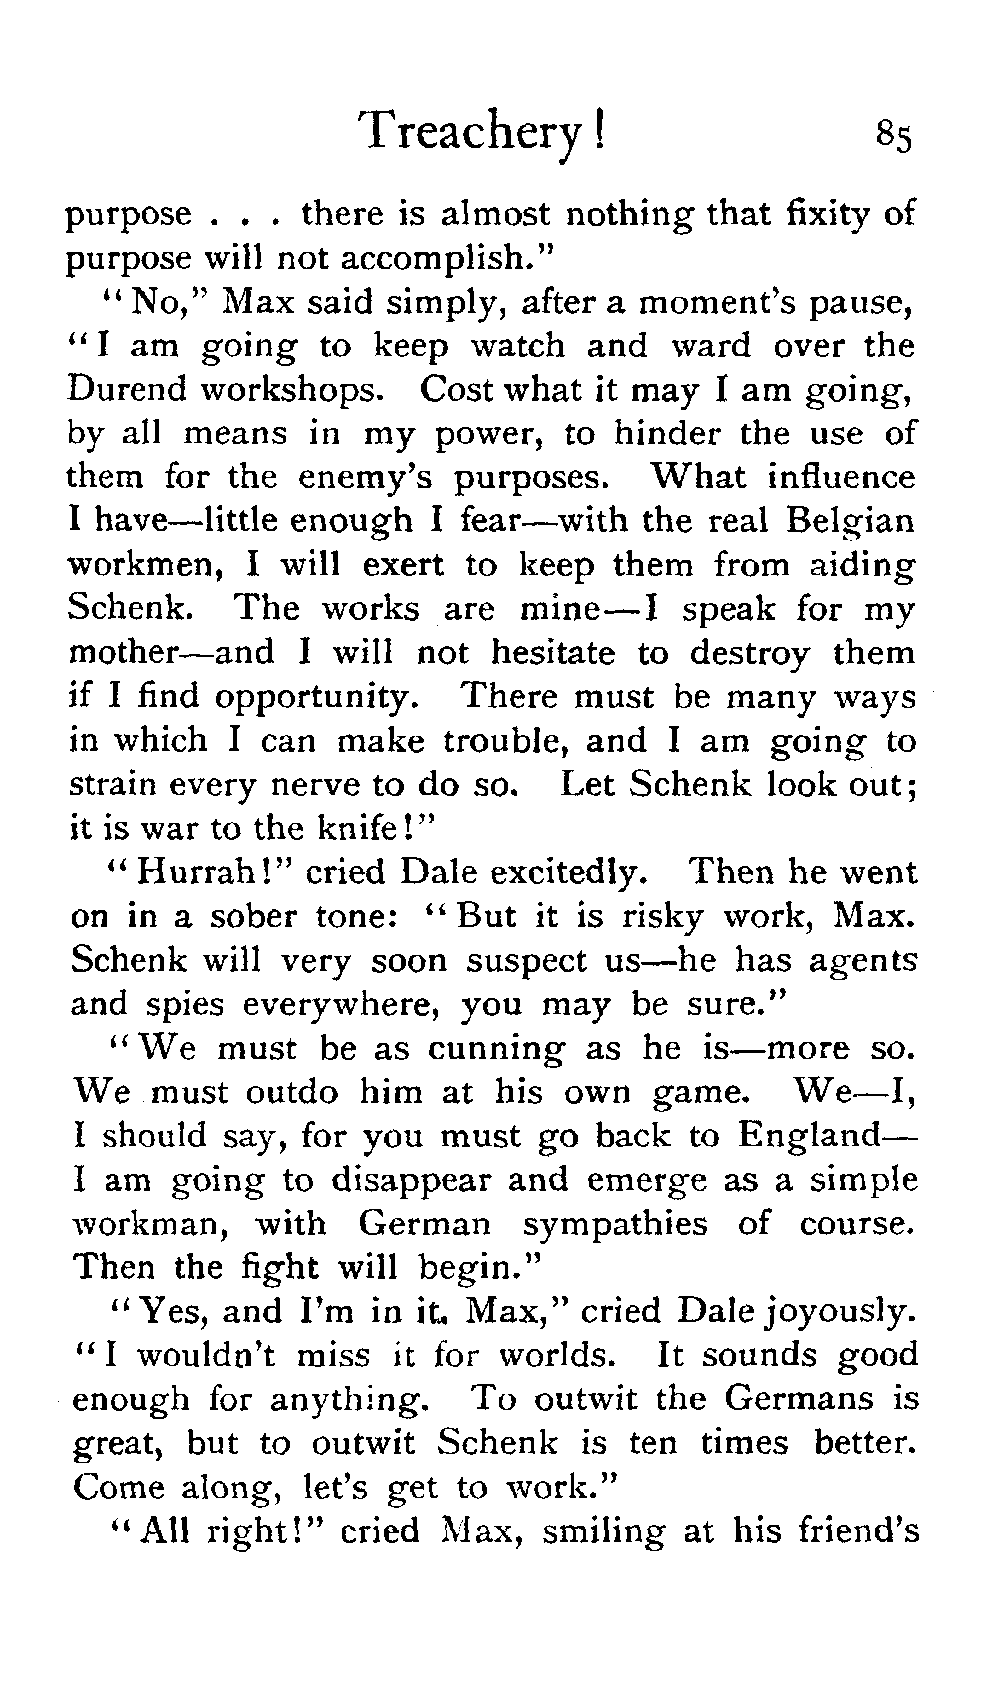 Treachery! 85
purpose . . . there is almost nothing that fixity of
purpose will not accomplish."
"No," Max said simply, after a moment's pause,
"I am going to keep watch and ward over the
Durend workshops. Cost what it may I am going,
by all means in my power, to hinder the use of
them for the enemy's purposes. What influence
I have—little enough I fear—with the real Belgian
workmen, I will exert to keep them from aiding
Schenk. The works are mine—I speak for my
mother—and I will not hesitate to destroy them
if I find opportunity. There must be many ways
in which I can make trouble, and I am going to
strain every nerve to do so. Let Schenk look out;
it is war to the knife!"
"Hurrah!" cried Dale excitedly. Then he went
on in a sober tone: "But it is risky work, Max.
Schenk will very soon suspect us—he has agents
and spies everywhere, you may be sure."
"We must be as cunning as he is—more so.
We must outdo him at his own game. We—I,
I should say, for you must go back to England—
I am going to disappear and emerge as a simple
workman, with German sympathies of course.
Then the fight will begin."
"Yes, and I'm in it, Max," cried Dale joyously.
"I wouldn't miss it for worlds. It sounds good
enough for anything. To outwit the Germans is
great, but to outwit Schenk is ten times better.
Come along, let's get to work."
"All right!" cried Max, smiling at his friend's